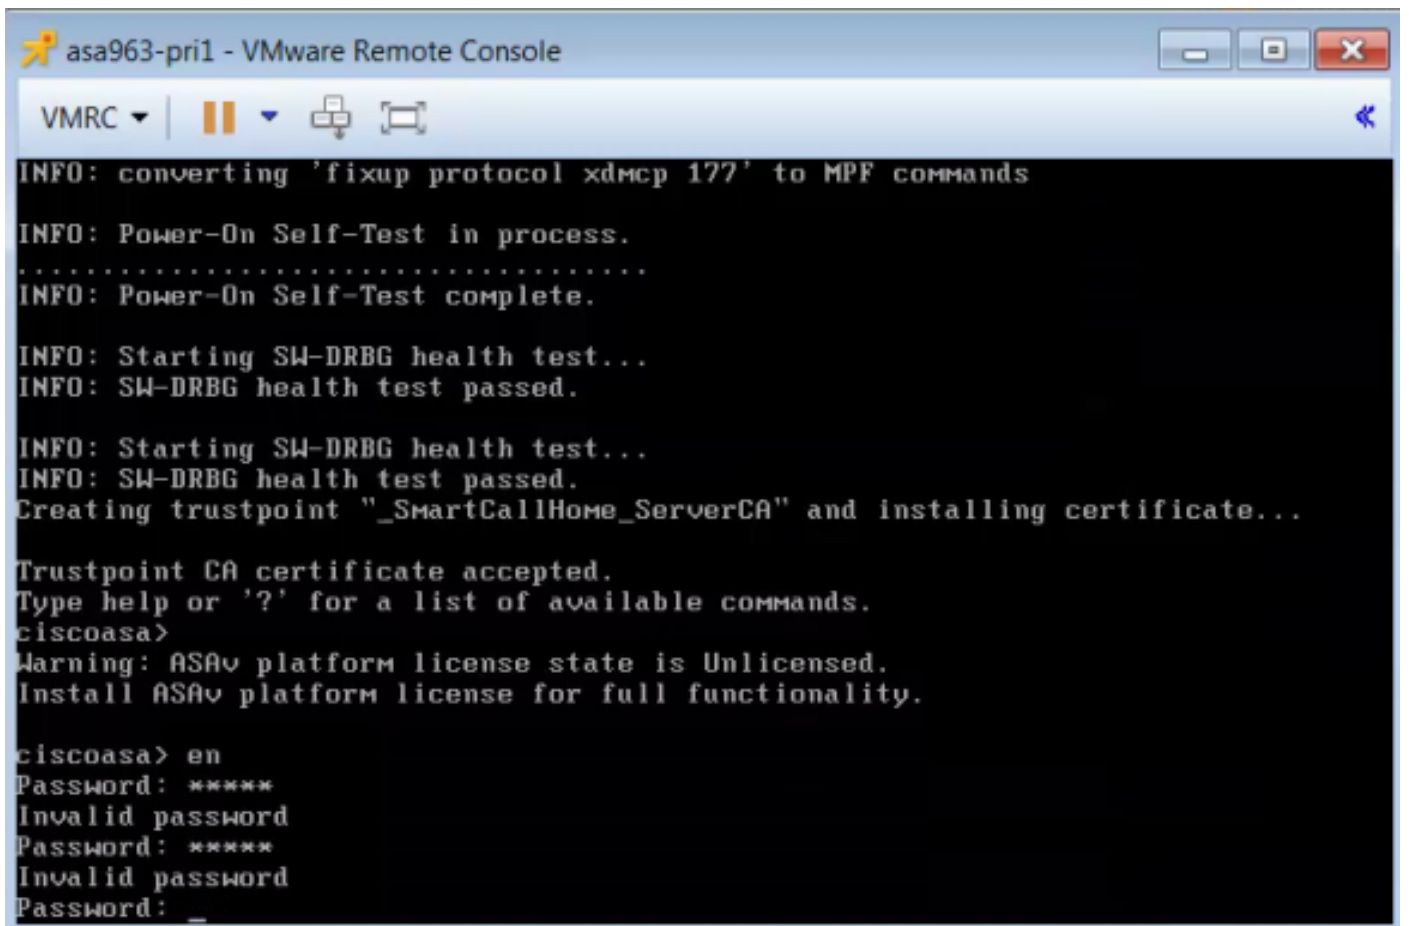 asa963-pri1 - VMware Remote Console
VMRC
INFO: converting 'fixup protocol xdmcp 177' to MPF commands
INFO: Power-On Self-Test in process.
.....................................
INFO: Power-On Self-Test complete.
INFO: Starting SW-DRBG health test...
INFO: SW-DRBG health test passed.
INFO: Starting SW-DRBG health test...
INFO: SW-DRBG health test passed.
Creating trustpoint "_SmartCallHome_ServerCA" and installing certificate...
Trustpoint CA certificate accepted.
Type help or '?' for a list of available commands.
ciscoasa>
Warning: ASAv platform license state is Unlicensed.
Install ASAv platform license for full functionality.
ciscoasa> en
Password: *****
Invalid password
Password: *****
Invalid password
Password: _